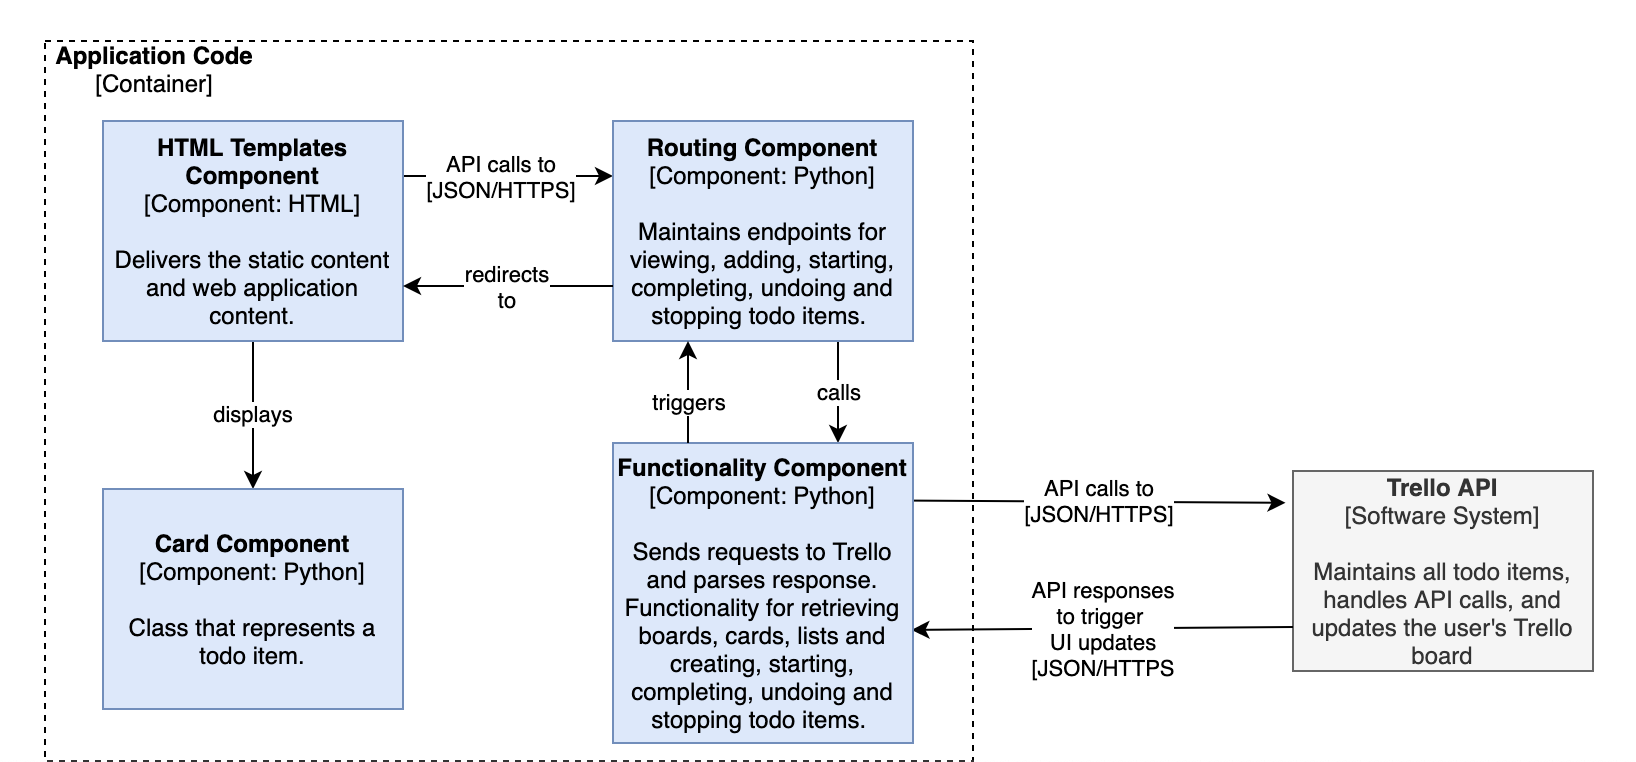 Application Code
[Container]
HTML Templates
Component
[Component: HTML]
Delivers the static content
and web application
content.
API calls to
[JSON/HTTPS]
redirects
to
Routing Component
[Component: Python]
Maintains endpoints for
viewing, adding, starting,
completing, undoing and
stopping todo items.
displays
triggers
calls
Card Component
[Component: Python]
Class that represents a
todo item.
Functionality Component
[Component: Python]
Sends requests to Trello
and parses response.
Functionality for retrieving
boards, cards, lists and
creating, starting,
completing, undoing and
stopping todo items.
API calls to
[JSON/HTTPS]
API responses
to trigger
UI updates
[JSON/HTTPS
Trello API
[Software System]
Maintains all todo items,
handles API calls, and
updates the user's Trello
board